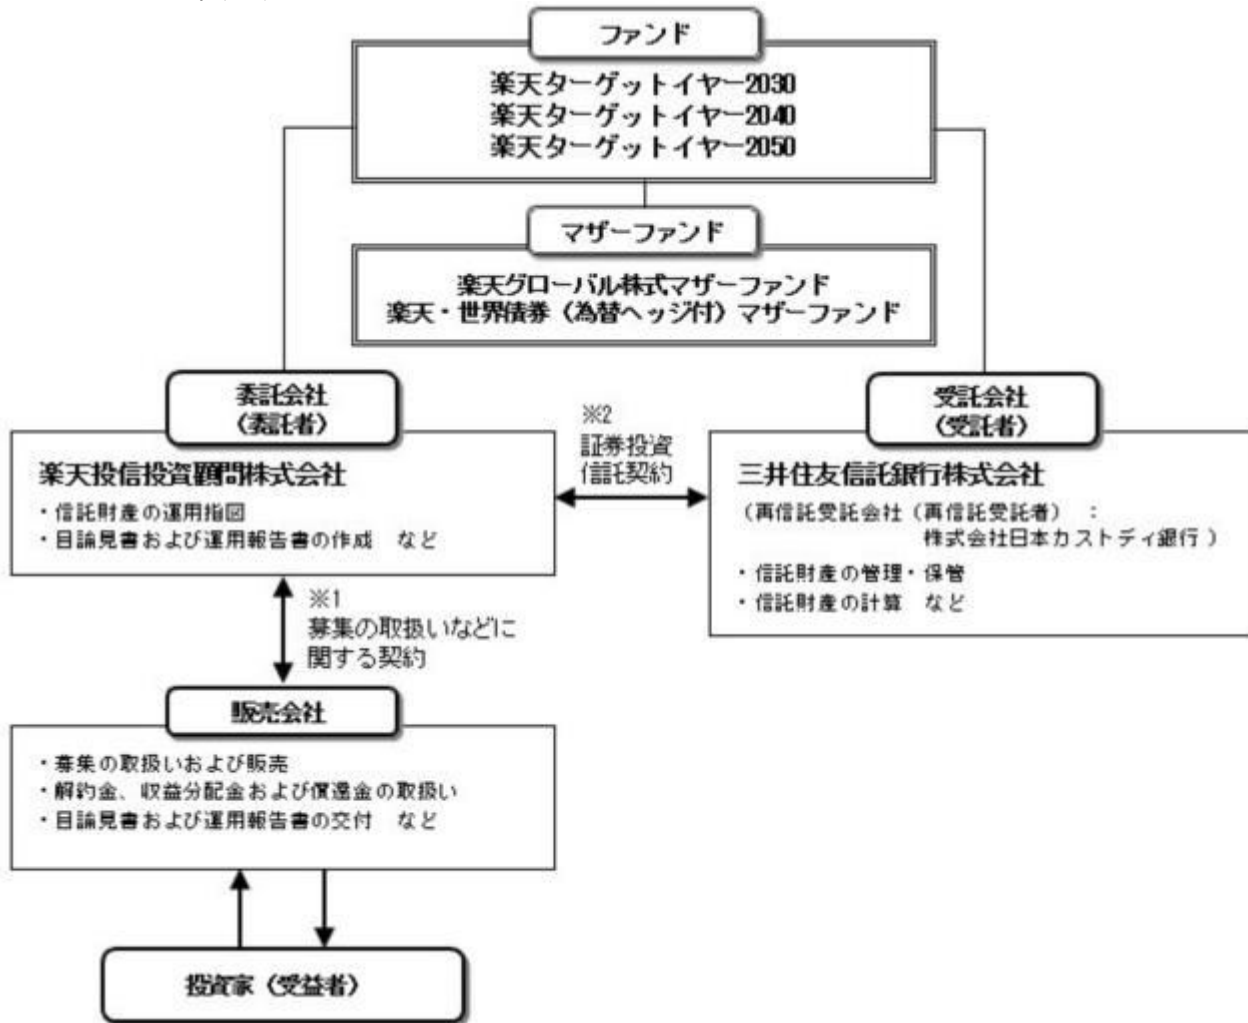 ファンド
楽天ターゲットイヤー2030
楽天ターゲットイヤー2040
楽天ターゲットイヤー2050
マザーファンド
楽天グローバル株式マザーファンド
楽天・世界債券（為替ヘッジ付）マザーファンド
委託会社
（委託者）
楽天投信投資顧問株式会社
・信託財産の運用指図
・目論見書および運用報告書の作成　など
※2
証券投資
信託契約
受託会社
（受託者）
三井住友信託銀行株式会社
（再信託受託会社（再信託受託者）　：
株式会社日本カストディ銀行）
・信託財産の管理・保管
・信託財産の計算　など
※1
募集の取扱いなどに
関する契約
販売会社
・募集の取扱いおよび販売
・解約金、収益分配金および償還金の取扱い
・目論見書および運用報告書の交付　など
投資家（受益者）